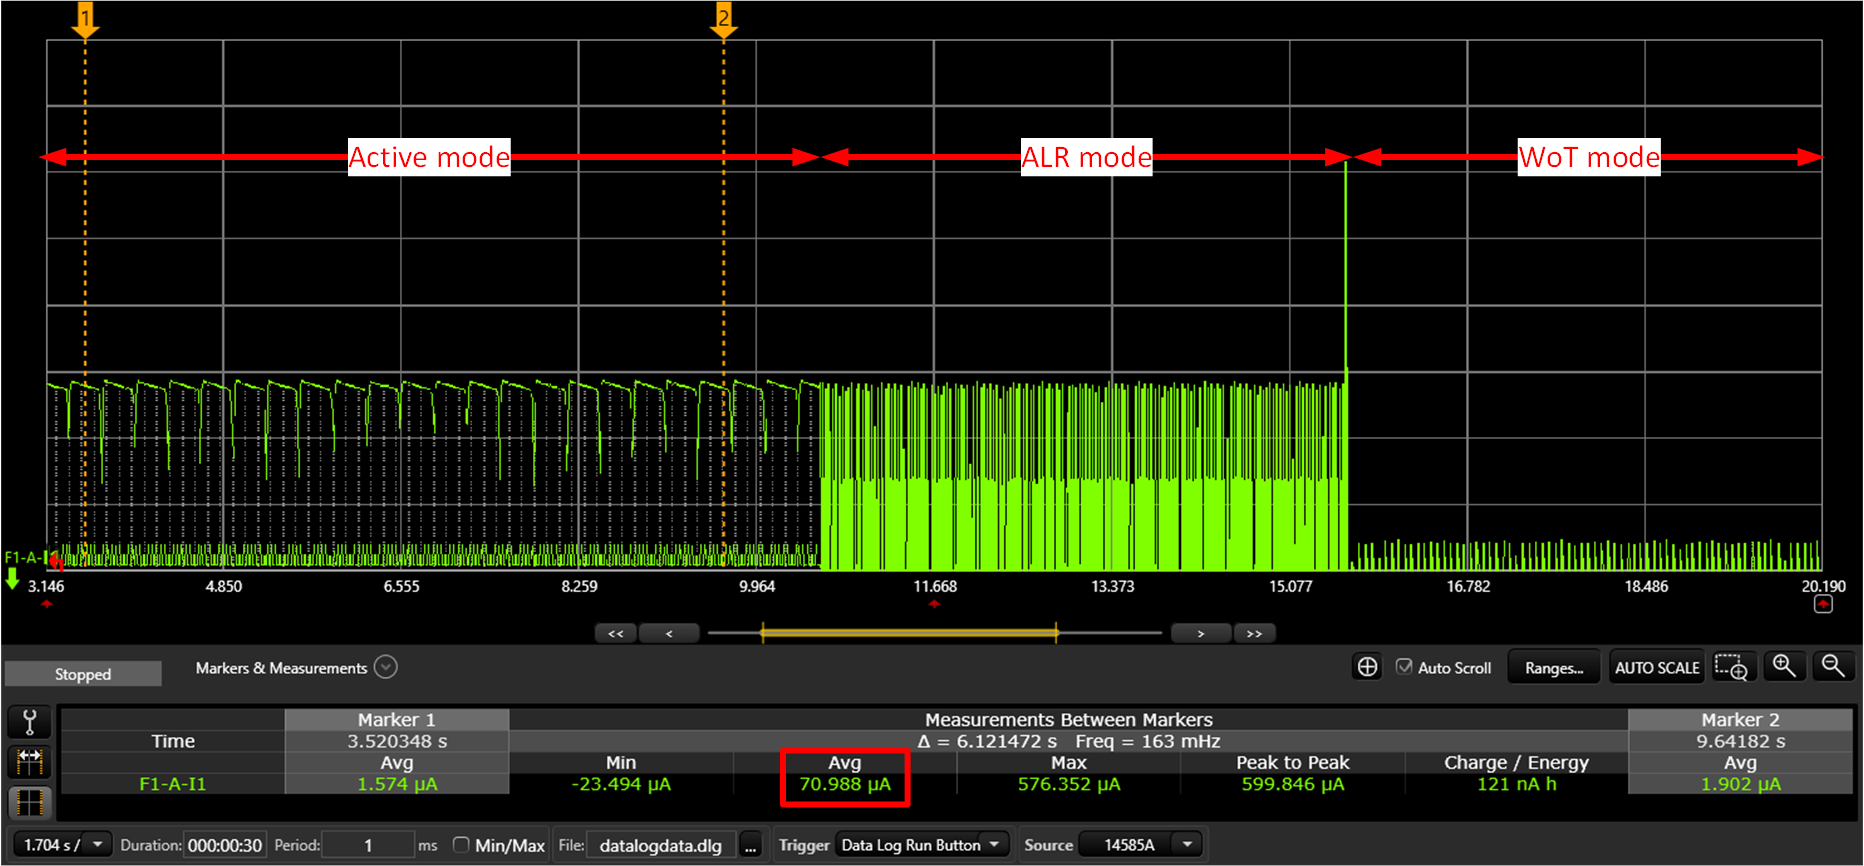 1 2
Active mode ALR mode WoT mode
F1-A-I1
3.146 4.850 6.555 8.259 9.964 11.668 13.373 15.077 16.782 18.486 20.190
<< < > >>
Stopped Markers & Measurements Auto Scroll Ranges... AUTO SCALE
Marker 1 Measurements Between Markers Marker 2
Time 3.520348 s Δ = 6.121472 s Freq = 163 mHz 9.64182 s
Avg Min Avg Max Peak to Peak Charge / Energy Avg
F1-A-I1 1.574 µA -23.494 µA 70.988 µA 576.352 µA 599.846 µA 121 nA h 1.902 µA
1.704 s / Duration: 000:00:30 Period: 1 ms Min/Max File: datalogdata.dlg ... Trigger Data Log Run Button Source 14585A